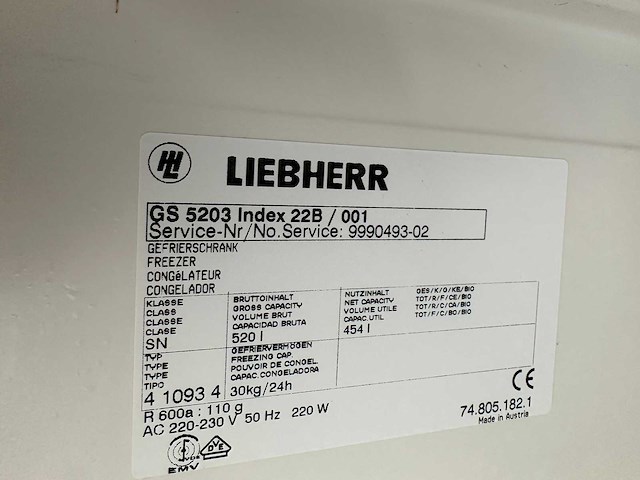 LIEBHERR
GS 5203 Index 22B / 001
Service-Nr/No.Service: 9990493-02
GEFRIERSCHRANK
FREEZER
CONGéLATEUR
CONGELADOR
KLASSE BRUTTOINHALT NUTZINHALT GES/K/G/KE/BIO
CLASS GROSS CAPACITY NET CAPACITY TOT/R/F/CE/BIO
CLASSE VOLUME BRUT VOLUME UTILE TOT/R/C/CA/BIO
CLASE CAPACIDAD BRUTA CAPAC.UTIL TOT/F/C/BO/BIO
SN 520 l 454 l
TYP GEFRIERVERMÖGEN
TYPE FREEZING CAP.
TYPE POUVOIR DE CONGEL.
TIPO CAPAC.CONGELADORA
4 1093 4 30kg/24h
R 600a : 110 g
AC 220-230 V 50 Hz 220 W
CE
74.805.182.1
Made in Austria
VDE
EMV